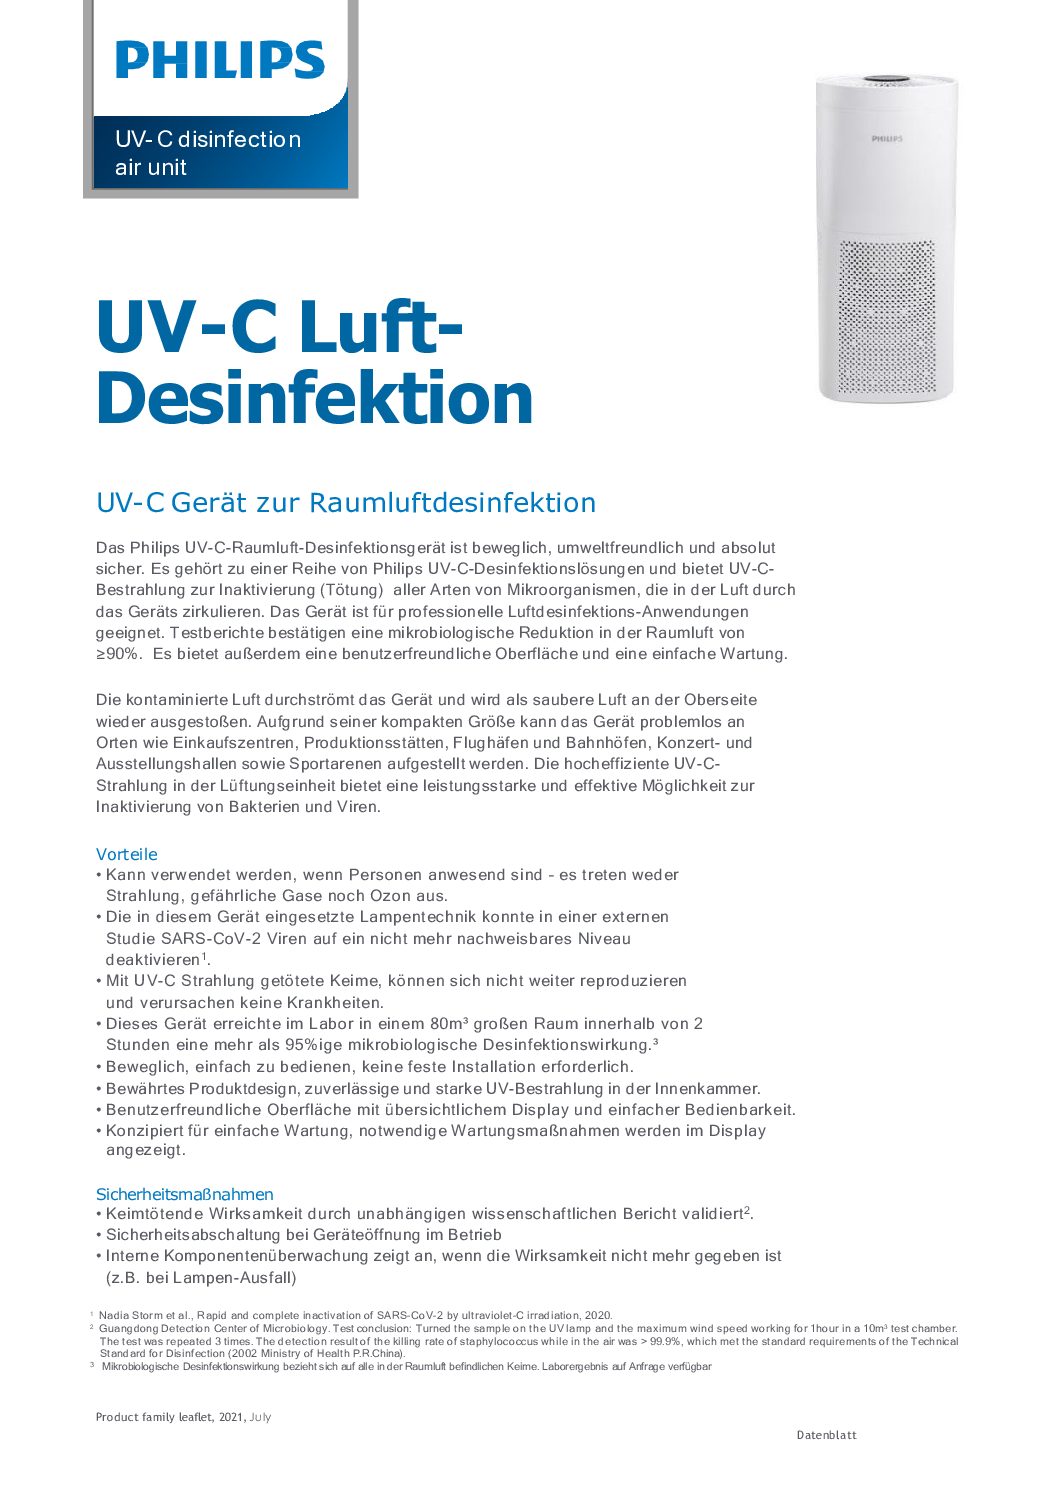 PHILIPS
UV-C disinfection
air unit
PHILIPS
UV-C Luft-
Desinfektion
UV-C Gerät zur Raumluftdesinfektion
Das Philips UV-C-Raumluft-Desinfektionsgerät ist beweglich, umweltfreundlich und absolut
sicher. Es gehört zu einer Reihe von Philips UV-C-Desinfektionslösungen und bietet UV-C-
Bestrahlung zur Inaktivierung (Tötung) aller Arten von Mikroorganismen, die in der Luft durch
das Geräts zirkulieren. Das Gerät ist für professionelle Luftdesinfektions-Anwendungen
geeignet. Testberichte bestätigen eine mikrobiologische Reduktion in der Raumluft von
≥90%. Es bietet außerdem eine benutzerfreundliche Oberfläche und eine einfache Wartung.
Die kontaminierte Luft durchströmt das Gerät und wird als saubere Luft an der Oberseite
wieder ausgestoßen. Aufgrund seiner kompakten Größe kann das Gerät problemlos an
Orten wie Einkaufszentren, Produktionsstätten, Flughäfen und Bahnhöfen, Konzert- und
Ausstellungshallen sowie Sportarenen aufgestellt werden. Die hocheffiziente UV-C-
Strahlung in der Lüftungseinheit bietet eine leistungsstarke und effektive Möglichkeit zur
Inaktivierung von Bakterien und Viren.
Vorteile
• Kann verwendet werden, wenn Personen anwesend sind - es treten weder
Strahlung, gefährliche Gase noch Ozon aus.
• Die in diesem Gerät eingesetzte Lampentechnik konnte in einer externen
Studie SARS-CoV-2 Viren auf ein nicht mehr nachweisbares Niveau
deaktivieren¹.
• Mit UV-C Strahlung getötete Keime, können sich nicht weiter reproduzieren
und verursachen keine Krankheiten.
• Dieses Gerät erreichte im Labor in einem 80m³ großen Raum innerhalb von 2
Stunden eine mehr als 95%ige mikrobiologische Desinfektionswirkung.³
• Beweglich, einfach zu bedienen, keine feste Installation erforderlich.
• Bewährtes Produktdesign, zuverlässige und starke UV-Bestrahlung in der Innenkammer.
• Benutzerfreundliche Oberfläche mit übersichtlichem Display und einfacher Bedienbarkeit.
• Konzipiert für einfache Wartung, notwendige Wartungsmaßnahmen werden im Display
angezeigt.
Sicherheitsmaßnahmen
• Keimtötende Wirksamkeit durch unabhängigen wissenschaftlichen Bericht validiert².
• Sicherheitsabschaltung bei Geräteöffnung im Betrieb
• Interne Komponentenüberwachung zeigt an, wenn die Wirksamkeit nicht mehr gegeben ist
(z.B. bei Lampen-Ausfall)
¹ Nadia Storm et al., Rapid and complete inactivation of SARS-CoV-2 by ultraviolet-C irradiation, 2020.
² Guangdong Detection Center of Microbiology. Test conclusion: Turned the sample on the UV lamp and the maximum wind speed working for 1hour in a 10m³ test chamber.
The test was repeated 3 times. The detection result of the killing rate of staphylococcus while in the air was > 99.9%, which met the standard requirements of the Technical
Standard for Disinfection (2002 Ministry of Health P.R.China).
³ Mikrobiologische Desinfektionswirkung bezieht sich auf alle in der Raumluft befindlichen Keime. Laborergebnis auf Anfrage verfügbar
Product family leaflet, 2021, July
Datenblatt